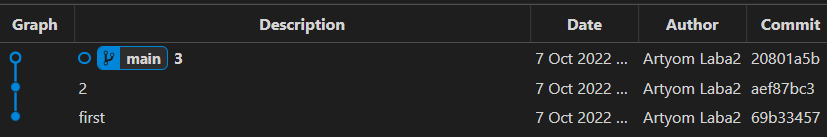 Graph Description Date Author Commit
main 3 7 Oct 2022 ... Artyom Laba2 20801a5b
2 7 Oct 2022 ... Artyom Laba2 aef87bc3
first 7 Oct 2022 ... Artyom Laba2 69b33457